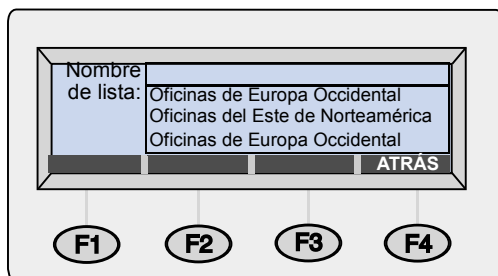 Nombre
de lista:
Oficinas de Europa Occidental
Oficinas del Este de Norteamérica
Oficinas de Europa Occidental
ATRÁS
F1 F2 F3 F4